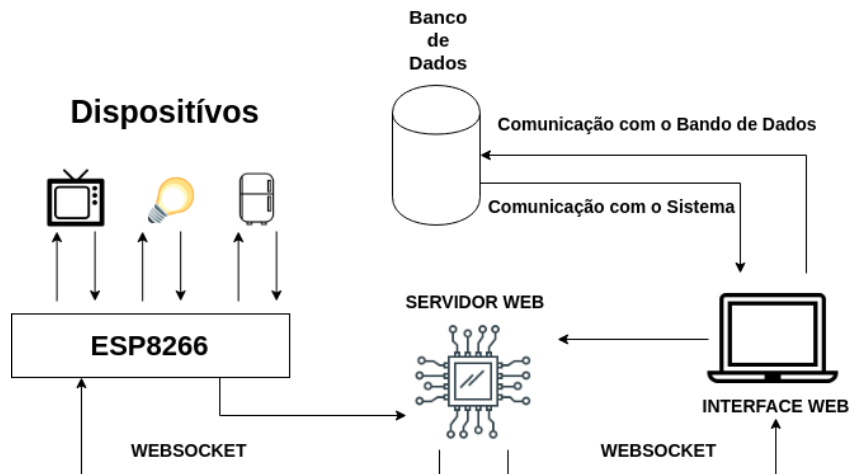 Banco
de
Dados
Dispositívos
Comunicação com o Bando de Dados
Comunicação com o Sistema
SERVIDOR WEB
ESP8266
INTERFACE WEB
WEBSOCKET
WEBSOCKET